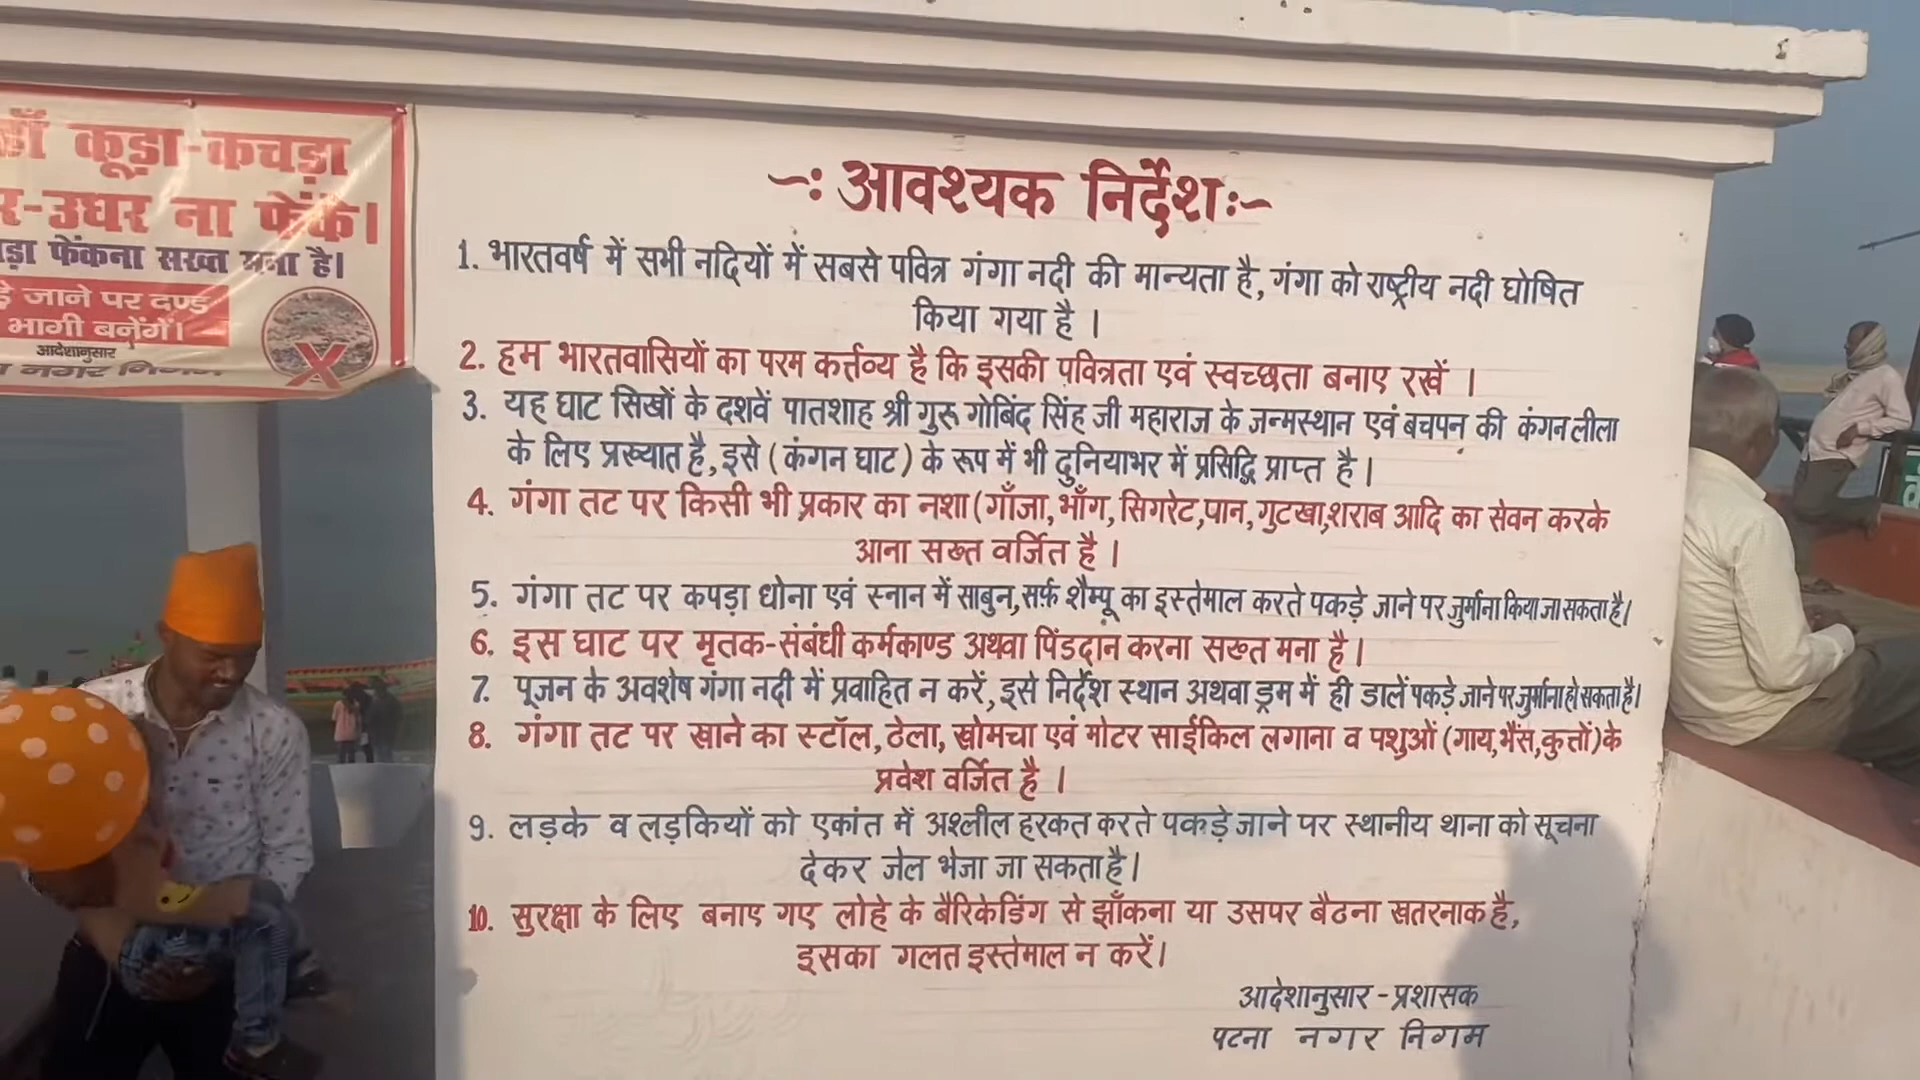 कूड़ा-कचड़ा
-उधर ना फेंके।
फेंकना सख्त मना है।
जाने पर दण्ड
भागी बनेंगें।
आदेशानुसार
नगर निगम
-: आवश्यक निर्देश :-
1. भारतवर्ष में सभी नदियों में सबसे पवित्र गंगा नदी की मान्यता है, गंगा को राष्ट्रीय नदी घोषित
किया गया है ।
2. हम भारतवासियों का परम कर्त्तव्य है कि इसकी पवित्रता एवं स्वच्छता बनाए रखें ।
3. यह घाट सिखों के दशवें पातशाह श्री गुरू गोबिंद सिंह जी महाराज के जन्मस्थान एवं बचपन की कंगन लीला
के लिए प्रख्यात है, इसे (कंगन घाट) के रूप में भी दुनियाभर में प्रसिद्धि प्राप्त है ।
4. गंगा तट पर किसी भी प्रकार का नशा (गाँजा, भाँग, सिगरेट, पान, गुटखा, शराब आदि का सेवन करके
आना सख्त वर्जित है ।
5. गंगा तट पर कपड़ा धोना एवं स्नान में साबुन, सर्फ़ शैम्पू का इस्तेमाल करते पकड़े जाने पर जुर्माना किया जा सकता है।
6. इस घाट पर मृतक-संबंधी कर्मकाण्ड अथवा पिंडदान करना सख्त मना है ।
7. पूजन के अवशेष गंगा नदी में प्रवाहित न करें, इसे निर्देश स्थान अथवा ड्रम में ही डालें पकड़े जाने पर जुर्माना हो सकता है।
8. गंगा तट पर खाने का स्टॉल, ठेला, खोमचा एवं मोटर साईकिल लगाना व पशुओं (गाय, भैंस, कुत्तों) के
प्रवेश वर्जित है ।
9. लड़के व लड़कियों को एकांत में अश्लील हरकत करते पकड़े जाने पर स्थानीय थाना को सूचना
देकर जेल भेजा जा सकता है।
10. सुरक्षा के लिए बनाए गए लोहे के बैरिकेडिंग से झाँकना या उसपर बैठना खतरनाक है,
इसका गलत इस्तेमाल न करें।
आदेशानुसार - प्रशासक
पटना नगर निगम